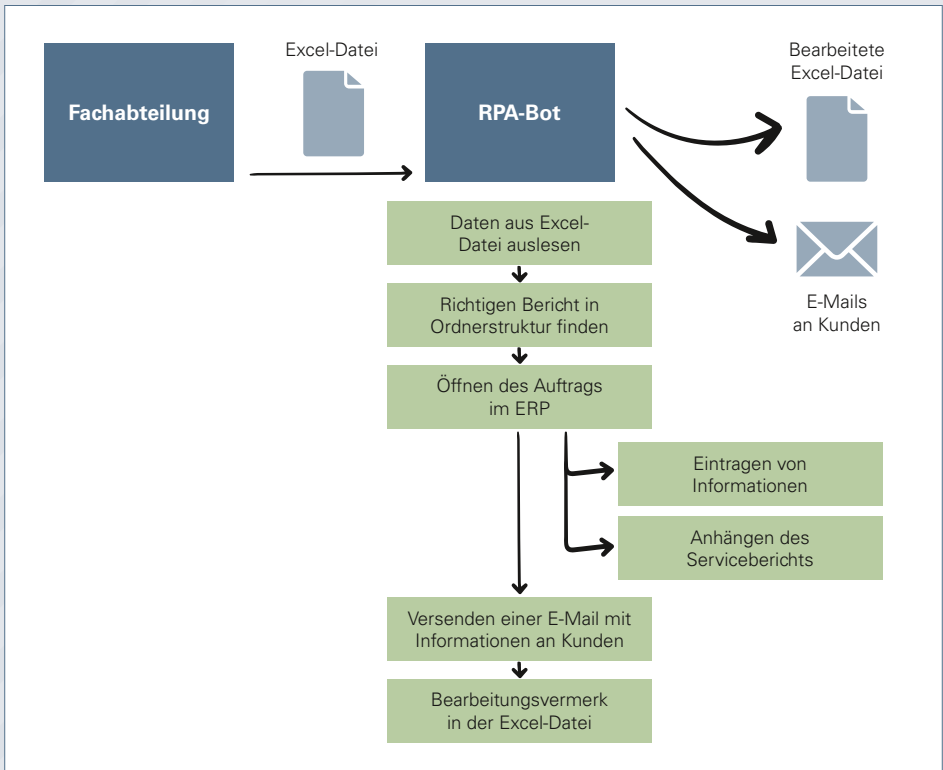 Excel-Datei
Bearbeitete
Excel-Datei
Fachabteilung
RPA-Bot
Daten aus Excel-
Datei auslesen
E-Mails
an Kunden
Richtigen Bericht in
Ordnerstruktur finden
Öffnen des Auftrags
im ERP
Eintragen von
Informationen
Anhängen des
Serviceberichts
Versenden einer E-Mail mit
Informationen an Kunden
Bearbeitungsvermerk
in der Excel-Datei